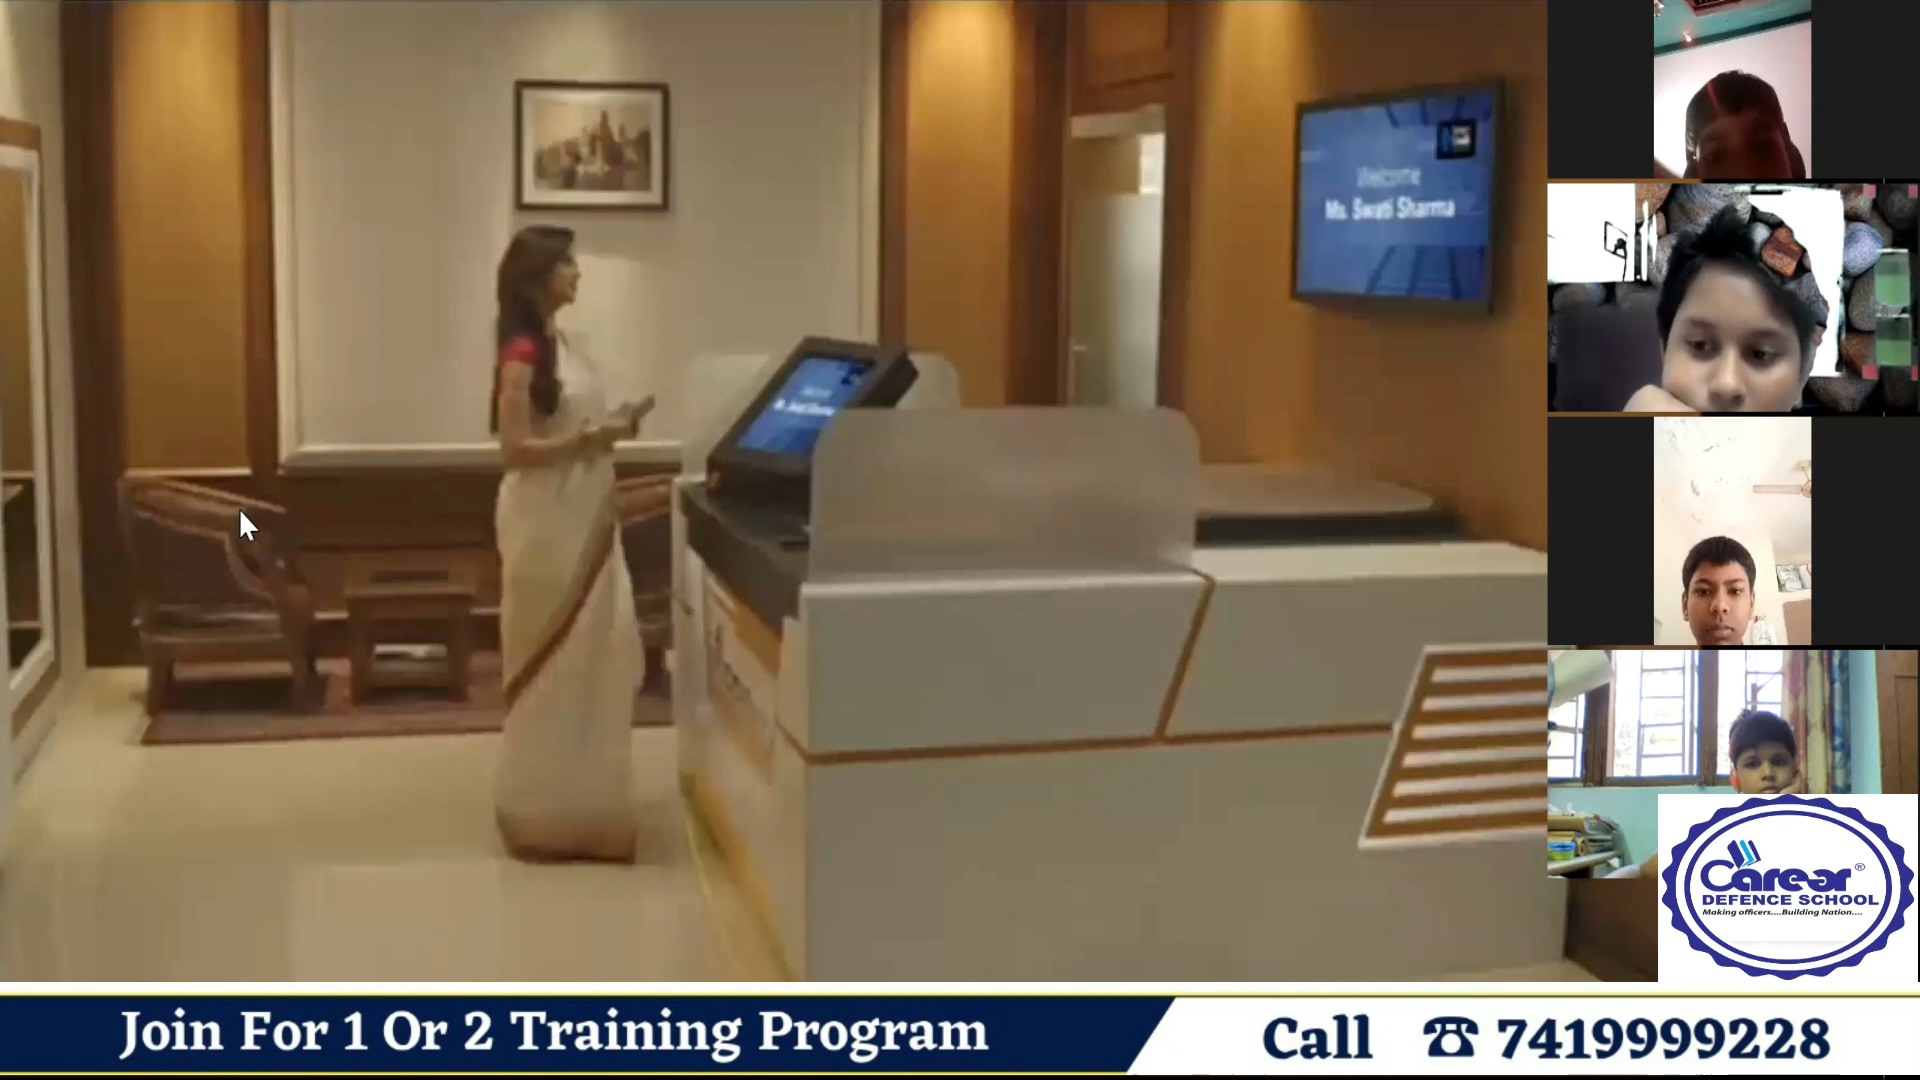 Welcome
Ms. Swati Sharma
Welcome
Career®
DEFENCE SCHOOL
Making officers....Building Nation....
Join For 1 Or 2 Training Program
Call ☎ 7419999228